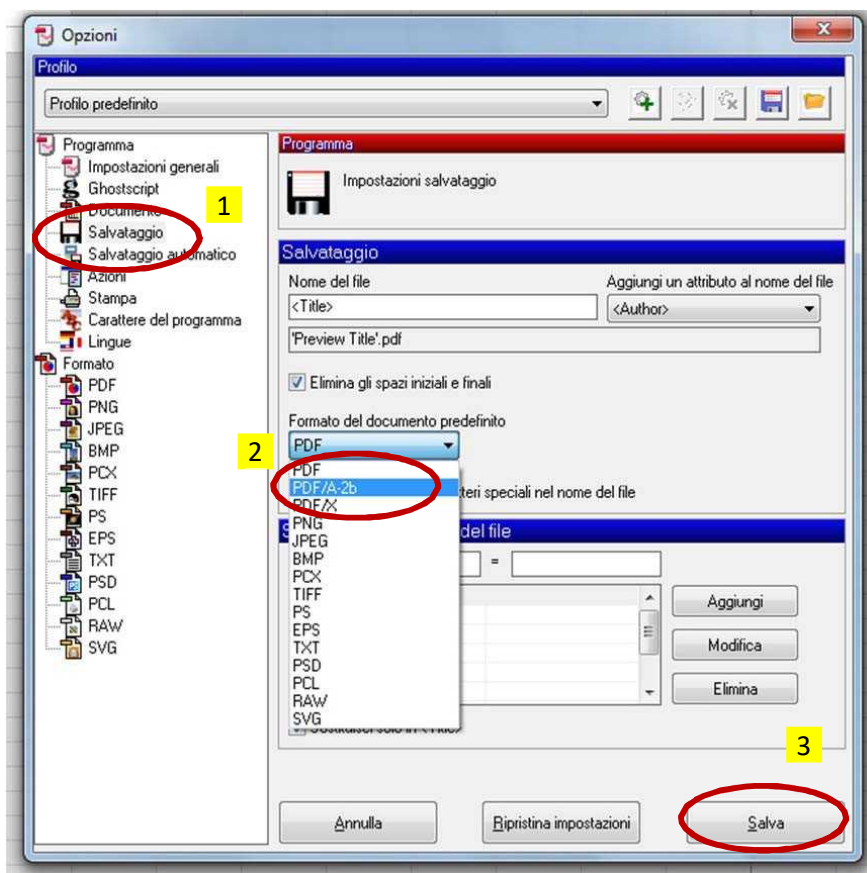 Opzioni
Profilo
Profilo predefinito
Programma
Impostazioni generali
Ghostscript
Documento
1
Salvataggio
Salvataggio automatico
Azioni
Stampa
Carattere del programma
Lingue
Formato
PDF
PNG
JPEG
BMP
PCX
TIFF
PS
EPS
TXT
PSD
PCL
RAW
SVG
Programma
Impostazioni salvataggio
Salvataggio
Nome del file
Aggiungi un attributo al nome del file
<Title>
<Author>
'Preview Title'.pdf
Elimina gli spazi iniziali e finali
Formato del documento predefinito
2
PDF
PDF
PDF/A-2b
teri speciali nel nome del file
PDF/X
PNG
del file
JPEG
BMP
=
PCX
TIFF
Aggiungi
PS
EPS
TXT
Modifica
PSD
PCL
Elimina
RAW
SVG
3
Annulla
Ripristina impostazioni
Salva